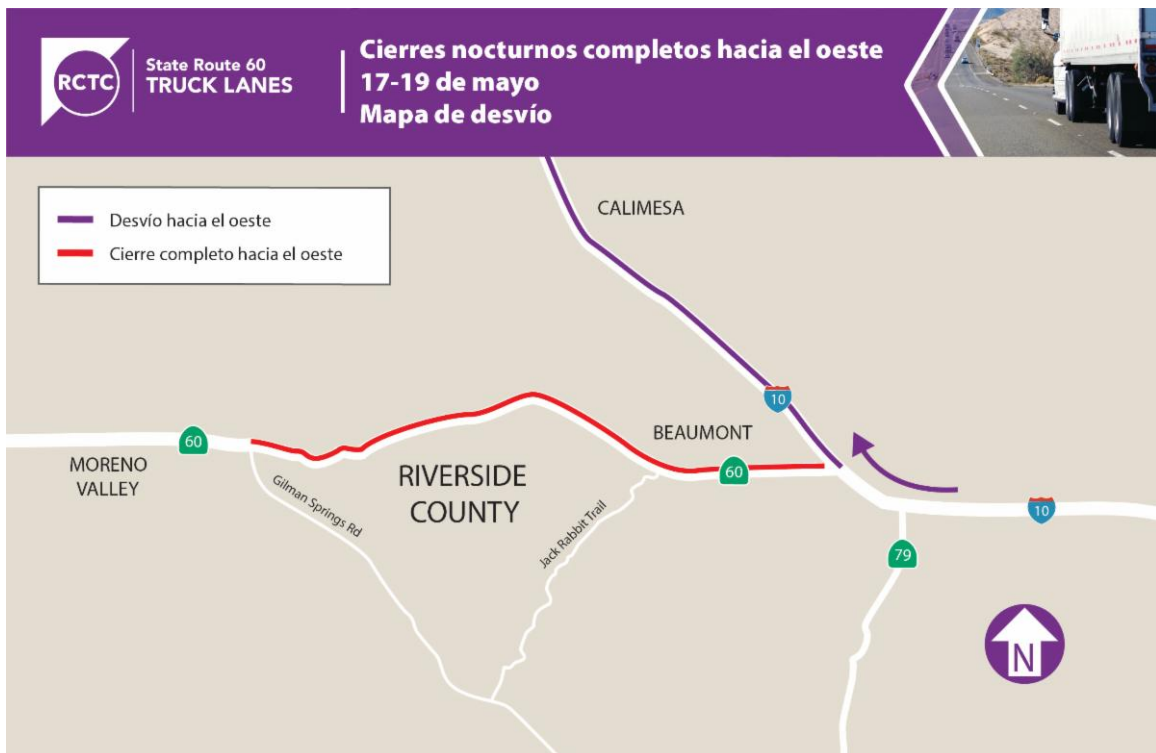 RCTC
State Route 60
TRUCK LANES
Cierres nocturnos completos hacia el oeste
17-19 de mayo
Mapa de desvío
Desvío hacia el oeste
Cierre completo hacia el oeste
CALIMESA
10
BEAUMONT
60
MORENO
VALLEY
Gilman Springs Rd
RIVERSIDE
COUNTY
Jack Rabbit Trail
60
10
79
N